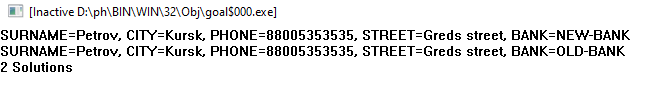 [Inactive D:\ph\BIN\WIN\32\Obj\goal$000.exe]
SURNAME=Petrov, CITY=Kursk, PHONE=88005353535, STREET=Greds street, BANK=NEW-BANK
SURNAME=Petrov, CITY=Kursk, PHONE=88005353535, STREET=Greds street, BANK=OLD-BANK
2 Solutions